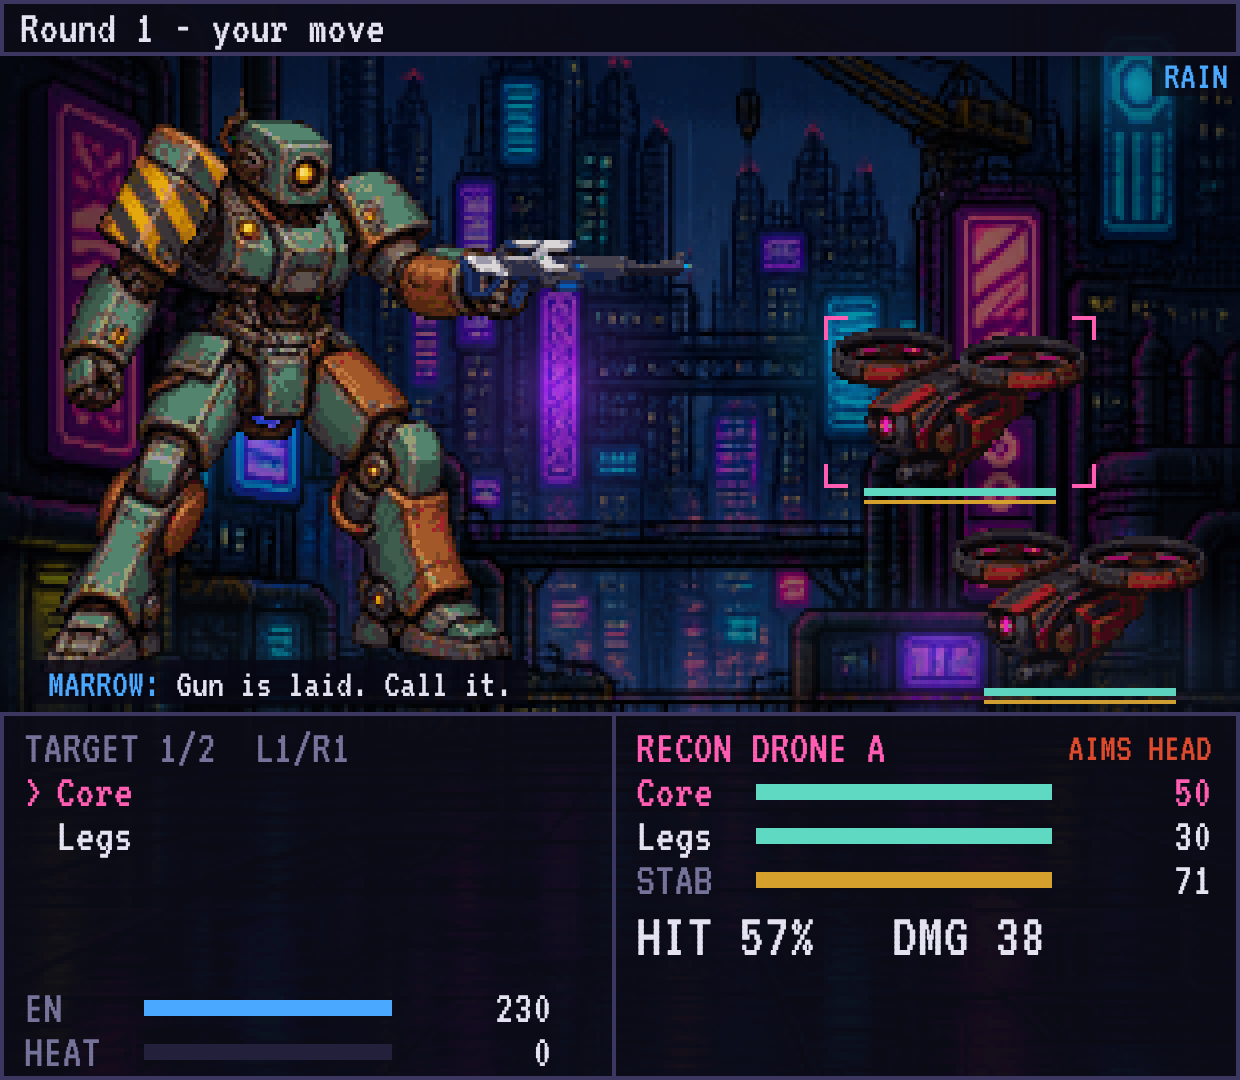 Round 1 - your move
RAIN
MARROW: Gun is laid. Call it.
TARGET 1/2 L1/R1
> Core
Legs
EN 230
HEAT 0
RECON DRONE A AIMS HEAD
Core 50
Legs 30
STAB 71
HIT 57% DMG 38